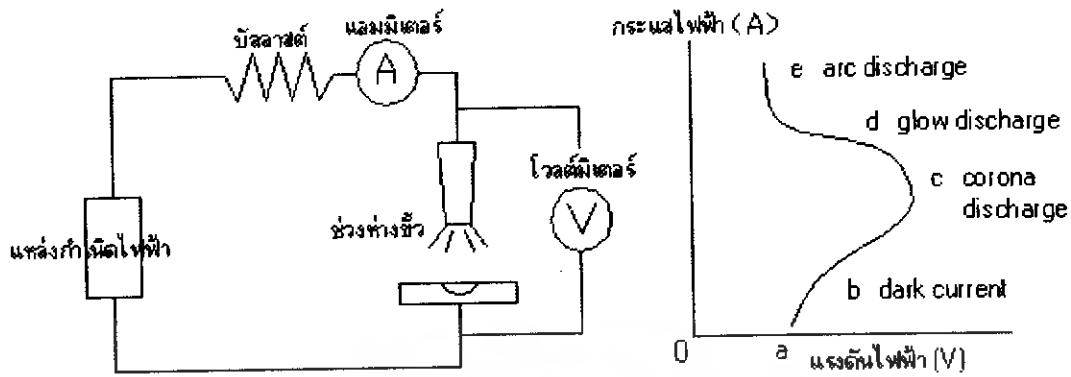 บัลลาสต์
แอมมิเตอร์
A
โวลต์มิเตอร์
V
ช่วงห่างขั้ว
แหล่งกำเนิดไฟฟ้า
กระแสไฟฟ้า (A)
e arc discharge
d glow discharge
c corona
discharge
b dark current
0
a
แรงดันไฟฟ้า (V)